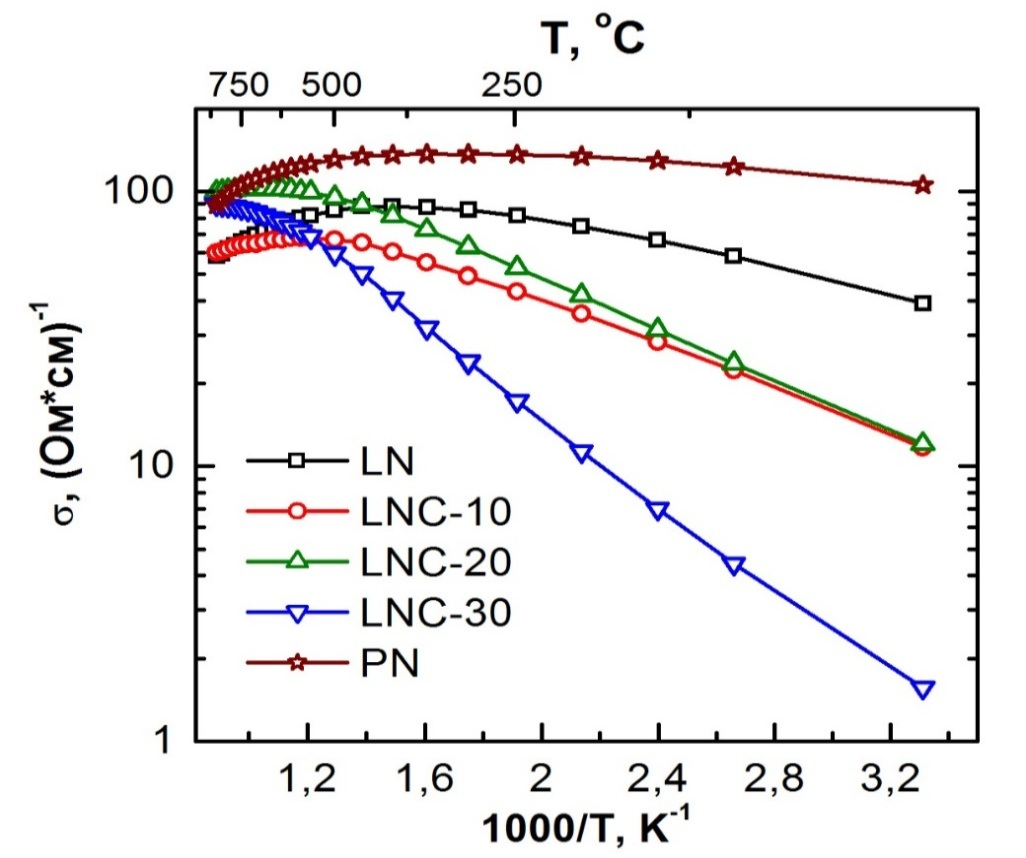 T, °C
750 500 250
100
10
1
σ, (Ом*см)⁻¹
LN
LNC-10
LNC-20
LNC-30
PN
1,2 1,6 2 2,4 2,8 3,2
1000/T, K⁻¹